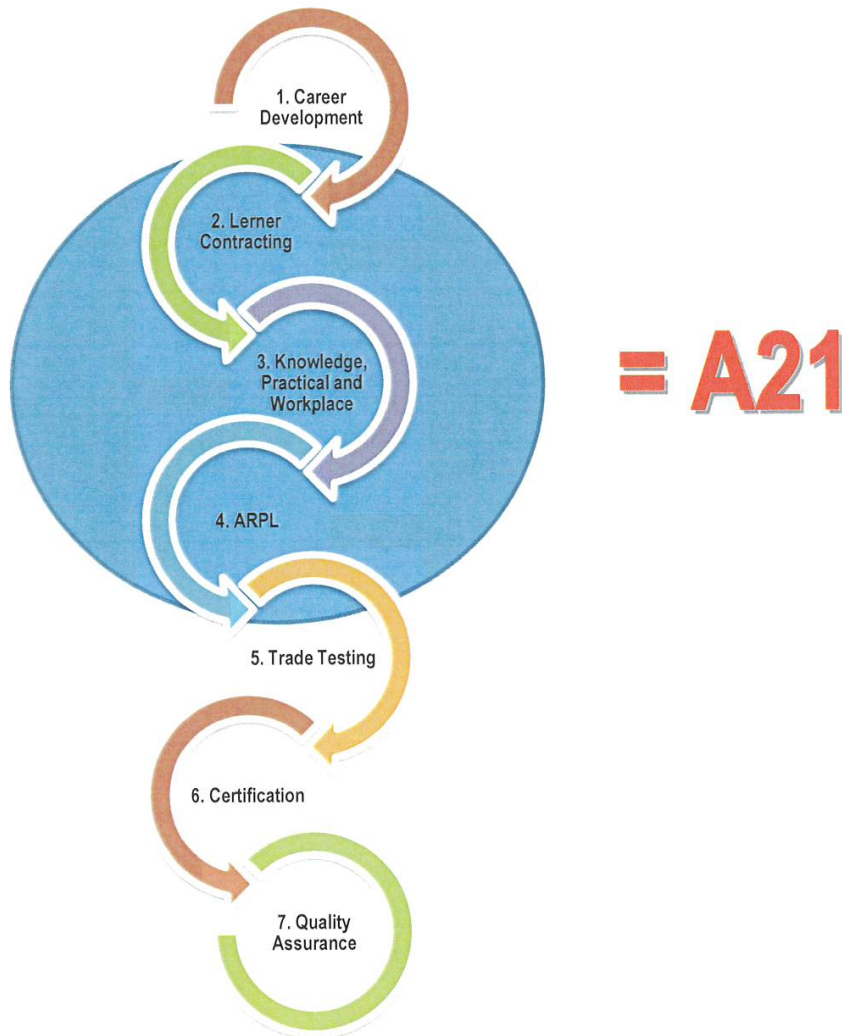 1. Career
Development
2. Lerner
Contracting
3. Knowledge,
Practical and
Workplace
= A21
4. ARPL
5. Trade Testing
6. Certification
7. Quality
Assurance